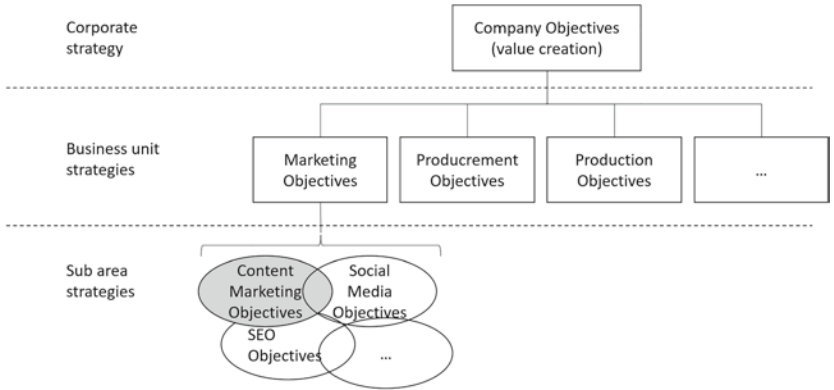 Corporate
strategy
Company Objectives
(value creation)
Business unit
strategies
Marketing
Objectives
Producrement
Objectives
Production
Objectives
...
Sub area
strategies
Content
Marketing
Objectives
Social
Media
Objectives
SEO
Objectives
...